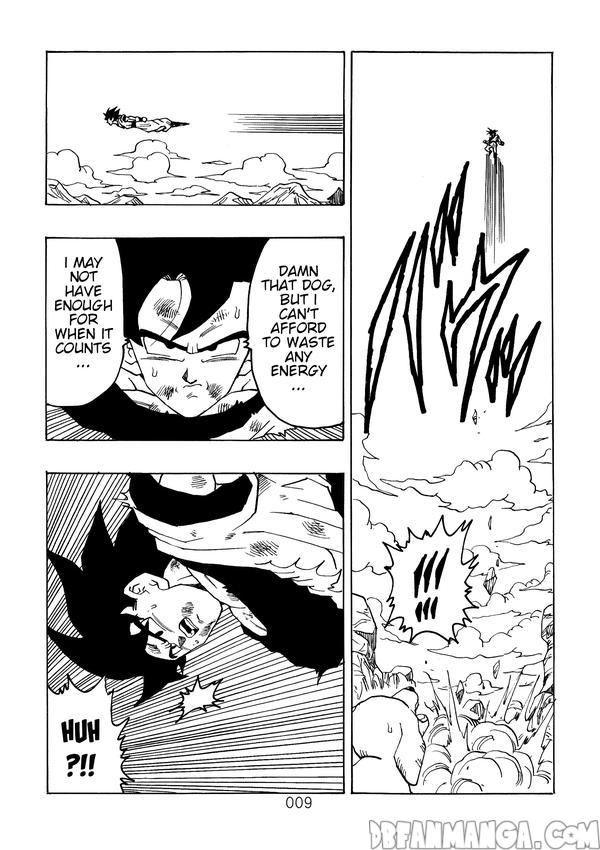 !!!
!!!
DAMN
THAT DOG,
BUT I
CAN'T
AFFORD
TO WASTE
ANY
ENERGY
...
I MAY
NOT
HAVE
ENOUGH
FOR
WHEN IT
COUNTS
...
HUH
?!!
009
DBFANMANGA.COM